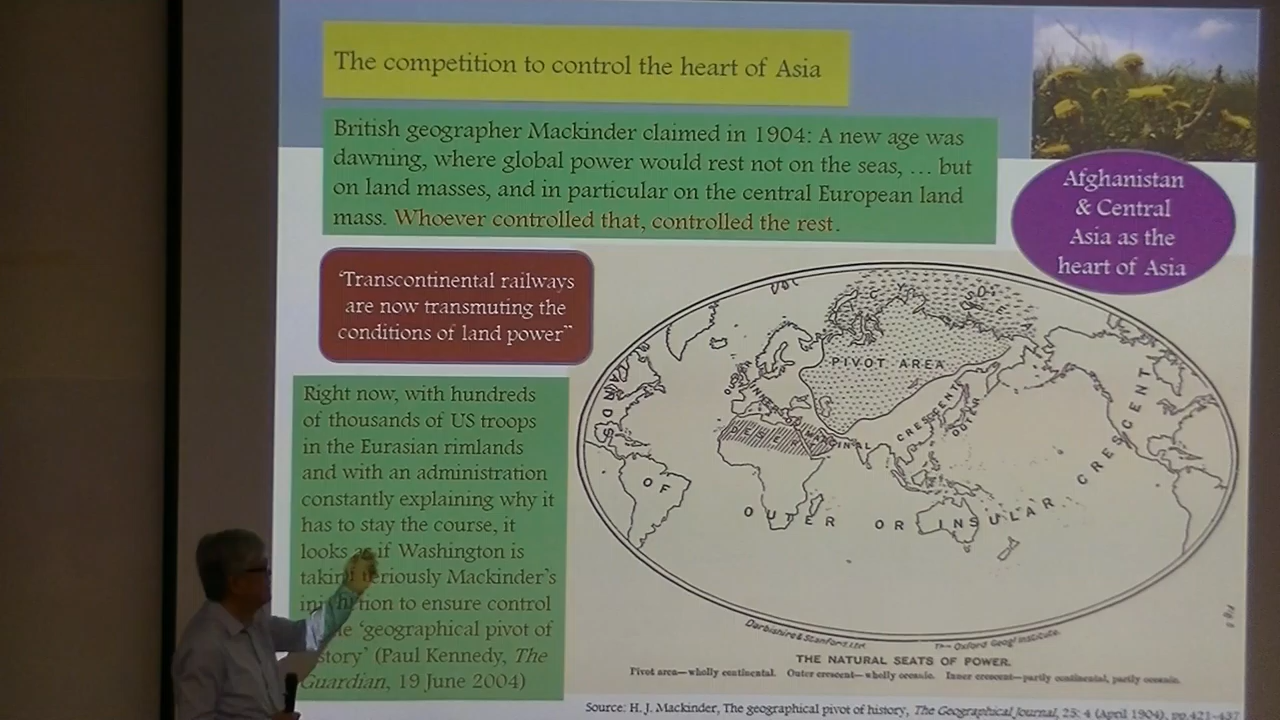 The competition to control the heart of Asia
British geographer Mackinder claimed in 1904: A new age was
dawning, where global power would rest not on the seas, … but
on land masses, and in particular on the central European land
mass. Whoever controlled that, controlled the rest.
Afghanistan
& Central
Asia as the
heart of Asia
‘Transcontinental railways
are now transmuting the
conditions of land power”
Right now, with hundreds
of thousands of US troops
in the Eurasian rimlands
and with an administration
constantly explaining why it
has to stay the course, it
looks as if Washington is
seriously Mackinder's
to ensure control
‘geographical pivot of
(Paul Kennedy, The
Guardian, 19 June 2004)
PIVOT AREA
DESERT
MARGINAL CRESCENT
OUTER OR INSULAR CRESCENT
OF
Darbishire & Stanford Ltd.
The Oxford Geogl Institute.
THE NATURAL SEATS OF POWER.
Pivot area—wholly continental. Outer crescent—wholly oceanic. Inner crescent—partly continental, partly oceanic.
Source: H. J. Mackinder, The geographical pivot of history, The Geographical Journal, 23: 4 (April 1904), pp 421-437